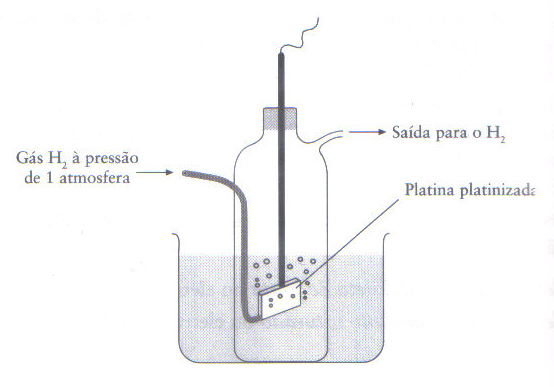 Gás H₂ à pressão
de 1 atmosfera
Saída para o H₂
Platina platinizada